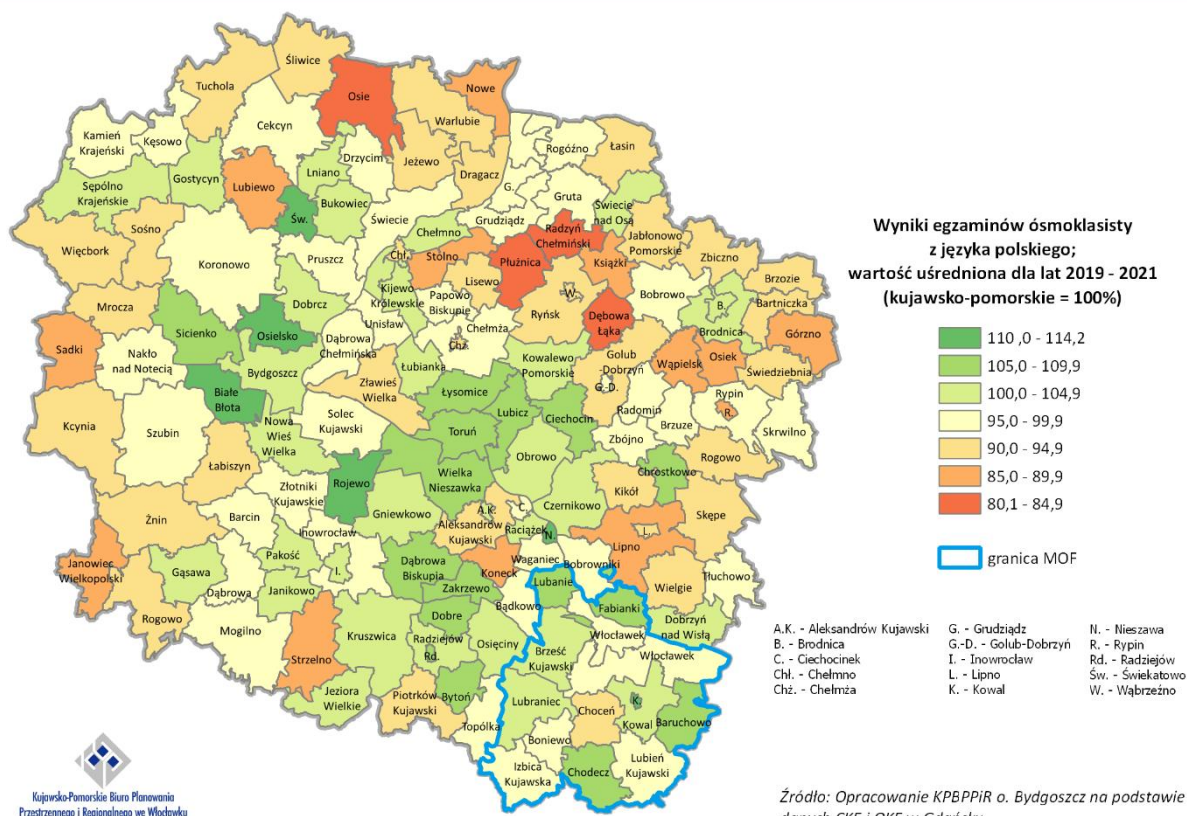 Śliwice
Tuchola
Osie
Nowe
Warlubie
Cekcyn
Kamień
Krajeński
Kęsowo
Drzycim
Jeżewo
Rogóźno
Łasin
Lniano
Dragacz
G.
Gruta
Sępólno
Krajeńskie
Gostycyn
Lubiewo
Św.
Bukowiec
Świecie
Grudziądz
Świecie
nad Osą
Sośno
Chełmno
Radzyń
Chełmiński
Jabłonowo
Pomorskie
Więcbork
Koronowo
Pruszcz
Chł.
Stolno
Płużnica
Książki
Zbiczno
Brzozie
Mrocza
Dobrcz
Kijewo
Królewskie
Lisewo
W.
Bobrowo
Bartniczka
Papowo
Biskupie
B.
Unisław
Ryńsk
Dębowa
Łąka
Brodnica
Górzno
Sadki
Sicienko
Osielsko
Dąbrowa
Chełmińska
Chełmża
Chż.
Nakło
nad Notecią
Bydgoszcz
Łubianka
Kowalewo
Pomorskie
Golub
-Dobrzyń
Wąpielsk
Osiek
Świedziebnia
Białe
Błota
Zławieś
Wielka
Łysomice
G.-D.
Rypin
R.
Kcynia
Szubin
Solec
Kujawski
Lubicz
Ciechocin
Radomin
Brzuze
Skrwilno
Nowa
Wieś
Wielka
Toruń
Zbójno
Łabiszyn
Obrowo
Rogowo
Złotniki
Kujawskie
Rojewo
Wielka
Nieszawka
Chrostkowo
Kikół
Żnin
Barcin
Gniewkowo
Czernikowo
Skępe
Inowrocław
A.K.
C.
Aleksandrów
Kujawski
Raciążek
N.
L.
Lipno
Janowiec
Wielkopolski
Gąsawa
Pakość
I.
Dąbrowa
Biskupia
Koneck
Waganiec
Bobrowniki
Tłuchowo
Dąbrowa
Janikowo
Zakrzewo
Lubanie
Wielgie
Rogowo
Bądkowo
Fabianki
Dobrzyń
nad Wisłą
Mogilno
Strzelno
Kruszwica
Dobre
Radziejów
Osięciny
Włocławek
Rd.
Brześć
Kujawski
Włocławek
Jeziora
Wielkie
Bytoń
Piotrków
Kujawski
Lubraniec
Choceń
K.
Kowal
Baruchowo
Topólka
Boniewo
Izbica
Kujawska
Chodecz
Lubień
Kujawski
Wyniki egzaminów ósmoklasisty
z języka polskiego;
wartość uśredniona dla lat 2019 - 2021
(kujawsko-pomorskie = 100%)
110 ,0 - 114,2
105,0 - 109,9
100,0 - 104,9
95,0 - 99,9
90,0 - 94,9
85,0 - 89,9
80,1 - 84,9
granica MOF
A.K. - Aleksandrów Kujawski
B. - Brodnica
C. - Ciechocinek
Chł. - Chełmno
Chż. - Chełmża
G. - Grudziądz
G.-D. - Golub-Dobrzyń
I. - Inowrocław
L. - Lipno
K. - Kowal
N. - Nieszawa
R. - Rypin
Rd. - Radziejów
Św. - Świekatowo
W. - Wąbrzeźno
Kujawsko-Pomorskie Biuro Planowania
Przestrzennego i Regionalnego we Włocławku
Źródło: Opracowanie KPBPPiR o. Bydgoszcz na podstawie